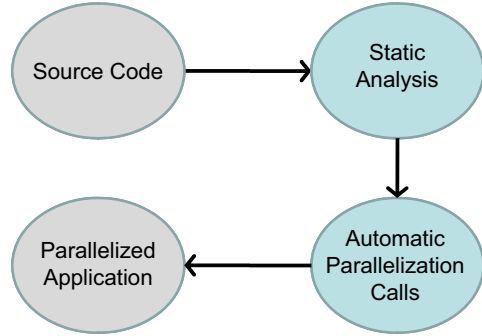 Source Code
Static
Analysis
Parallelized
Application
Automatic
Parallelization
Calls